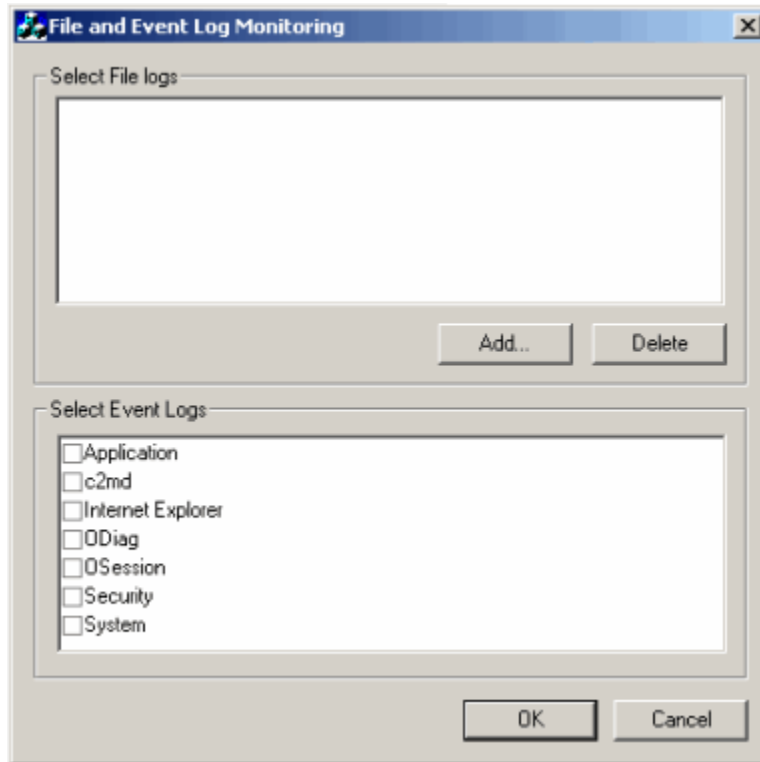 File and Event Log Monitoring
Select File logs
Add...
Delete
Select Event Logs
Application
c2md
Internet Explorer
ODiag
OSession
Security
System
OK
Cancel